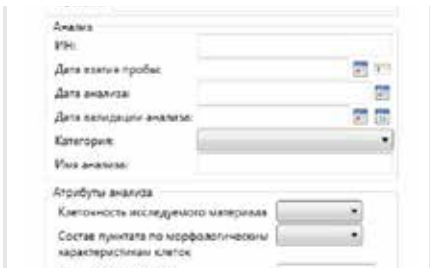 Анализ
ИН:
Дата взятия пробы:
Дата анализа:
Дата валидации анализа:
Категория:
Имя анализа:
Атрибуты анализа
Клеточность исследуемого материала
Состав пунктата по морфологическим
характеристикам клеток